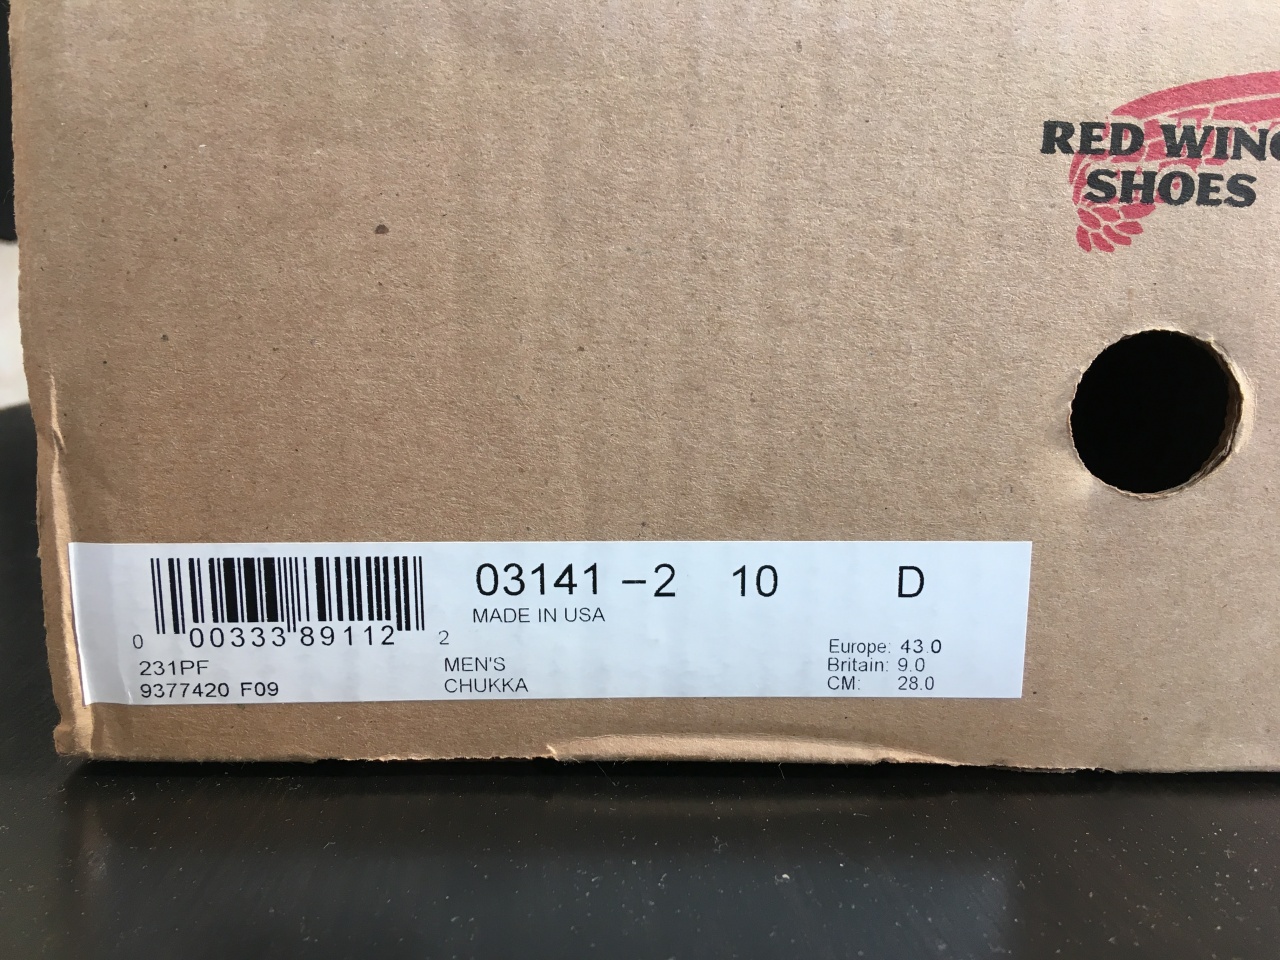 RED WING
SHOES
03141 –2 10 D
MADE IN USA
0 00333 89112 2
231PF
9377420 F09
MEN'S
CHUKKA
Europe: 43.0
Britain: 9.0
CM: 28.0